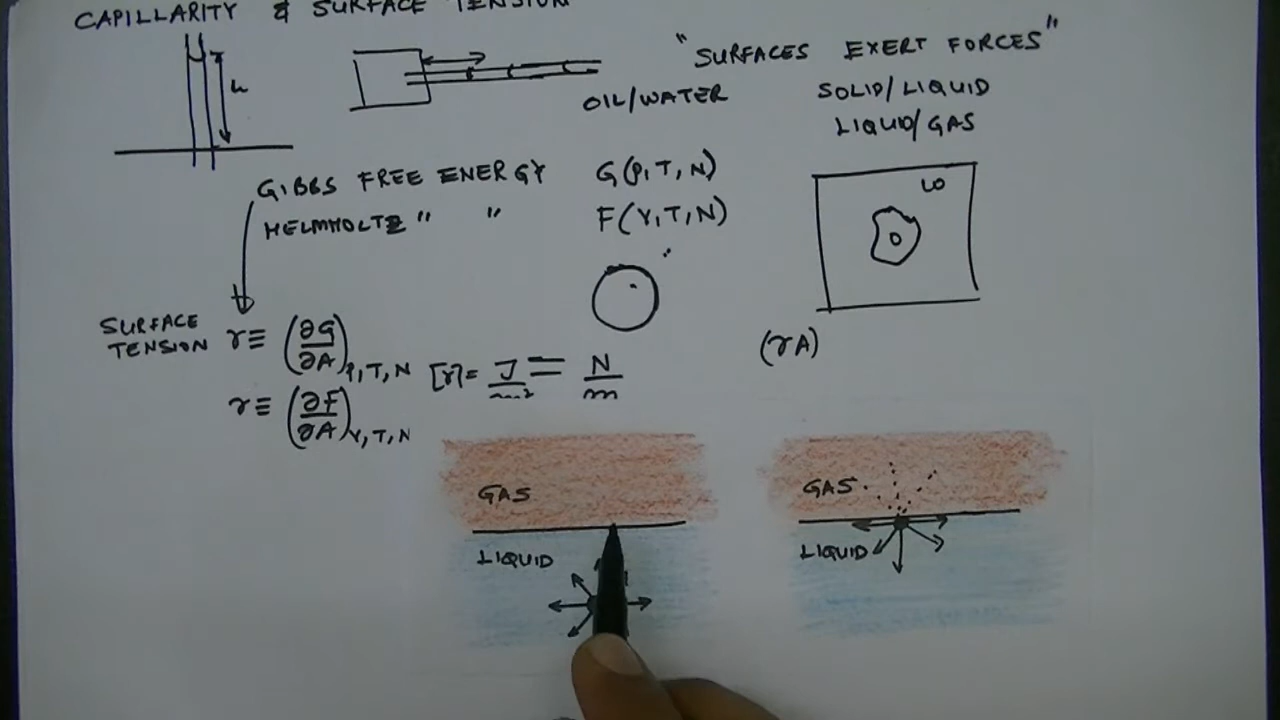 CAPILLARITY & SURFACE TENSION
h
OIL/WATER
"SURFACES EXERT FORCES"
SOLID/LIQUID
LIQUID/GAS
GIBBS FREE ENERGY G(P,T,N)
HELMHOLTZ " " F(V,T,N)
LO
O
SURFACE TENSION γ≡ (∂G/∂A)P,T,N [γ]= J/m² = N/m
γ≡ (∂F/∂A)V,T,N
(γA)
GAS
LIQUID
GAS
LIQUID